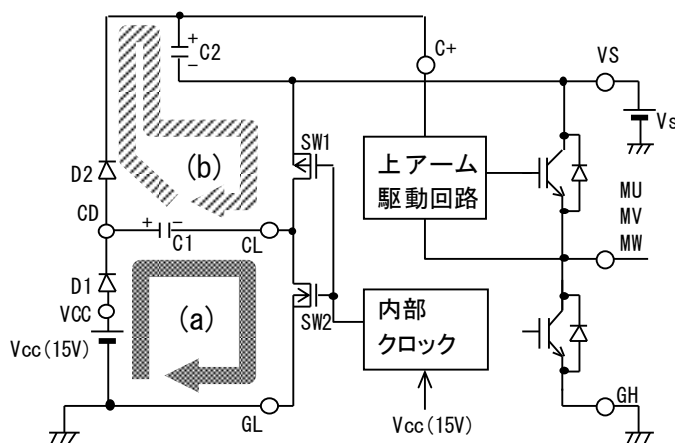 +
C2
-
C+
VS
Vs
SW1
(b)
上アーム
駆動回路
D2
MU
MV
MW
CD
+ -
C1
CL
D1
(a)
VCC
SW2
内部
クロック
Vcc(15V)
GL
Vcc(15V)
GH